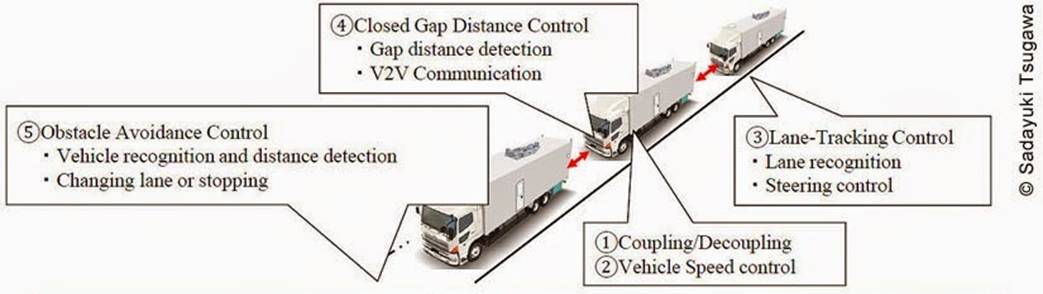 ④Closed Gap Distance Control
・Gap distance detection
・V2V Communication
⑤Obstacle Avoidance Control
・Vehicle recognition and distance detection
・Changing lane or stopping
③Lane-Tracking Control
・Lane recognition
・Steering control
①Coupling/Decoupling
②Vehicle Speed control
© Sadayuki Tsugawa